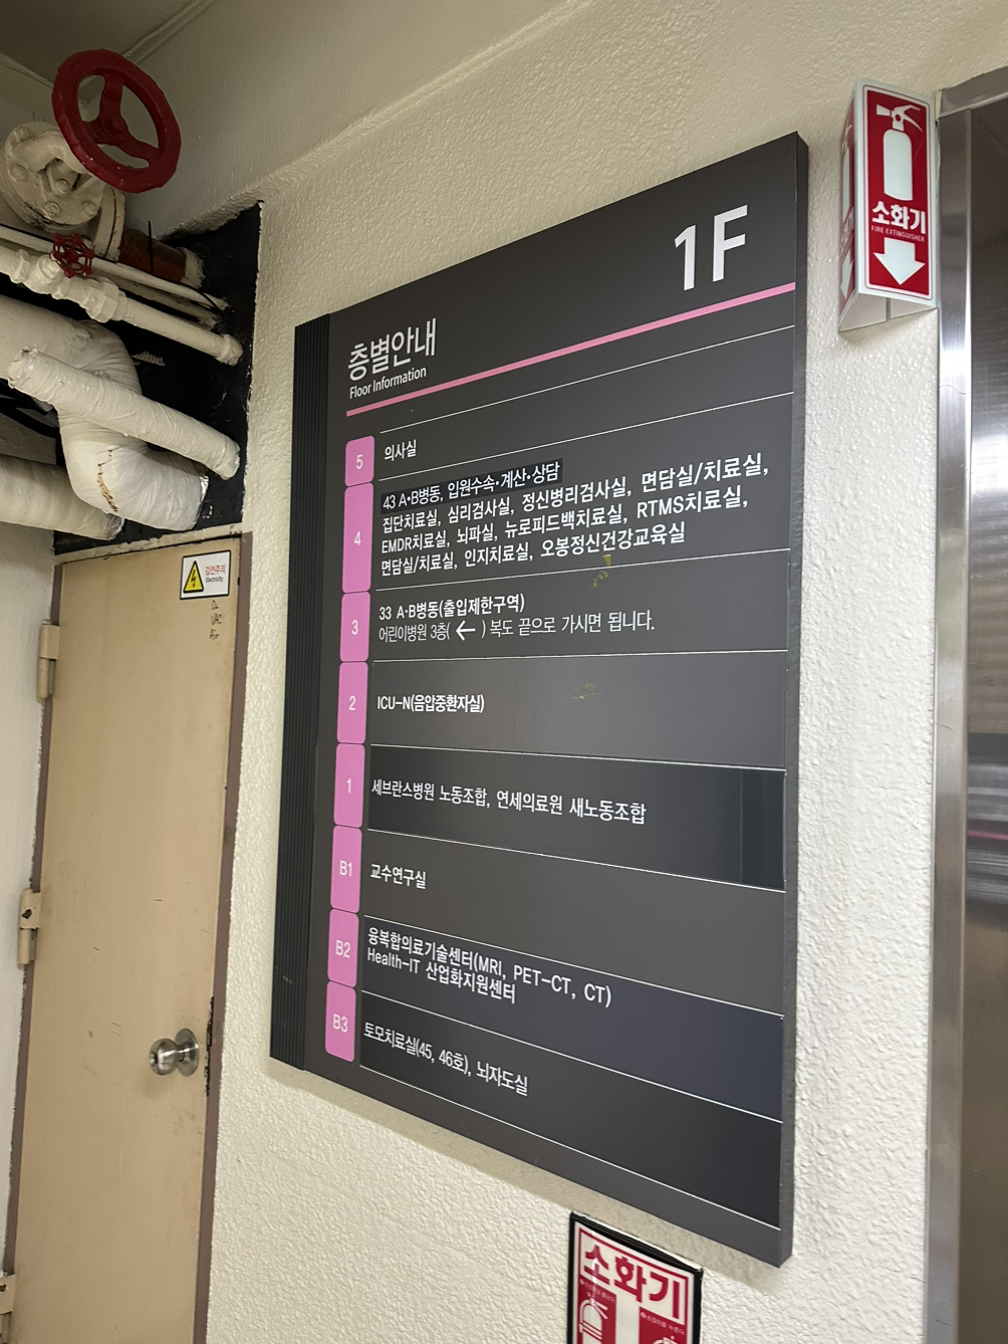 1F
층별안내
Floor Information
5
의사실
4
43 A·B병동, 입원수속·계산·상담
집단치료실, 심리검사실, 정신병리검사실, 면담실/치료실,
EMDR치료실, 뇌파실, 뉴로피드백치료실, RTMS치료실,
면담실/치료실, 인지치료실, 오봉정신건강교육실
3
33 A·B병동(출입제한구역)
어린이병원 3층( ← ) 복도 끝으로 가시면 됩니다.
2
ICU-N(음압중환자실)
1
세브란스병원 노동조합, 연세의료원 새노동조합
B1
교수연구실
B2
융복합의료기술센터(MRI, PET-CT, CT)
Health-IT 산업화지원센터
B3
토모치료실(45, 46호), 뇌자도실
소화기
FIRE EXTINGUISHER
감전주의
Electricity
소화기